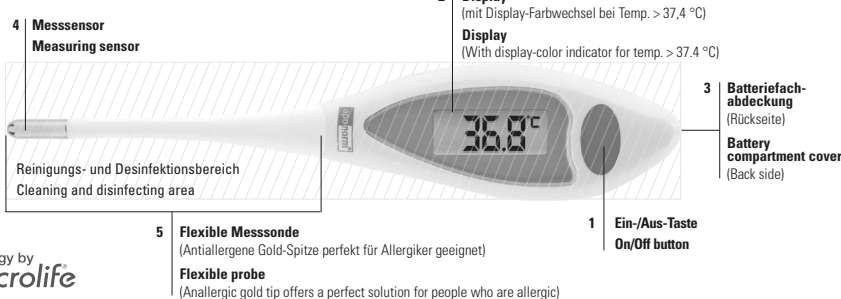 (mit Display-Farbwechsel bei Temp. > 37,4 °C)
Display
(With display-color indicator for temp. > 37.4 °C)
4 Messsensor
Measuring sensor
3 Batteriefach-
abdeckung
(Rückseite)
Battery
compartment cover
(Back side)
aponorm®
36.8°C
Reinigungs- und Desinfektionsbereich
Cleaning and disinfecting area
5 Flexible Messsonde
(Antiallergene Gold-Spitze perfekt für Allergiker geeignet)
Flexible probe
(Anallergic gold tip offers a perfect solution for people who are allergic)
1 Ein-/Aus-Taste
On/Off button
gy by
crolife®